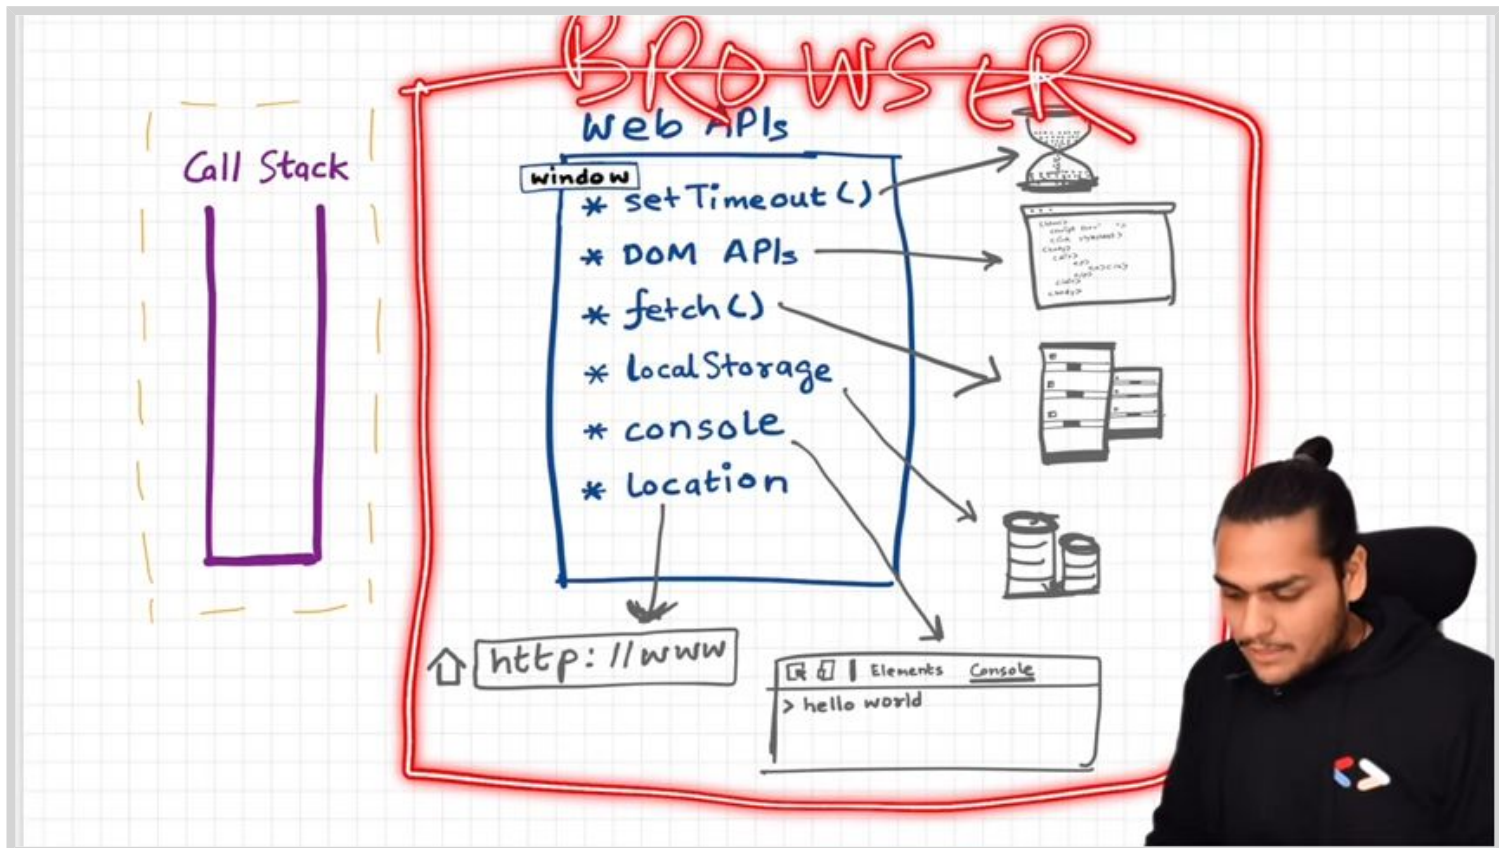 BROWSER
Call Stack
Web APIs
window
* setTimeout()
* DOM APIs
* fetch()
* localStorage
* console
* Location
http://www
Elements Console
> hello world